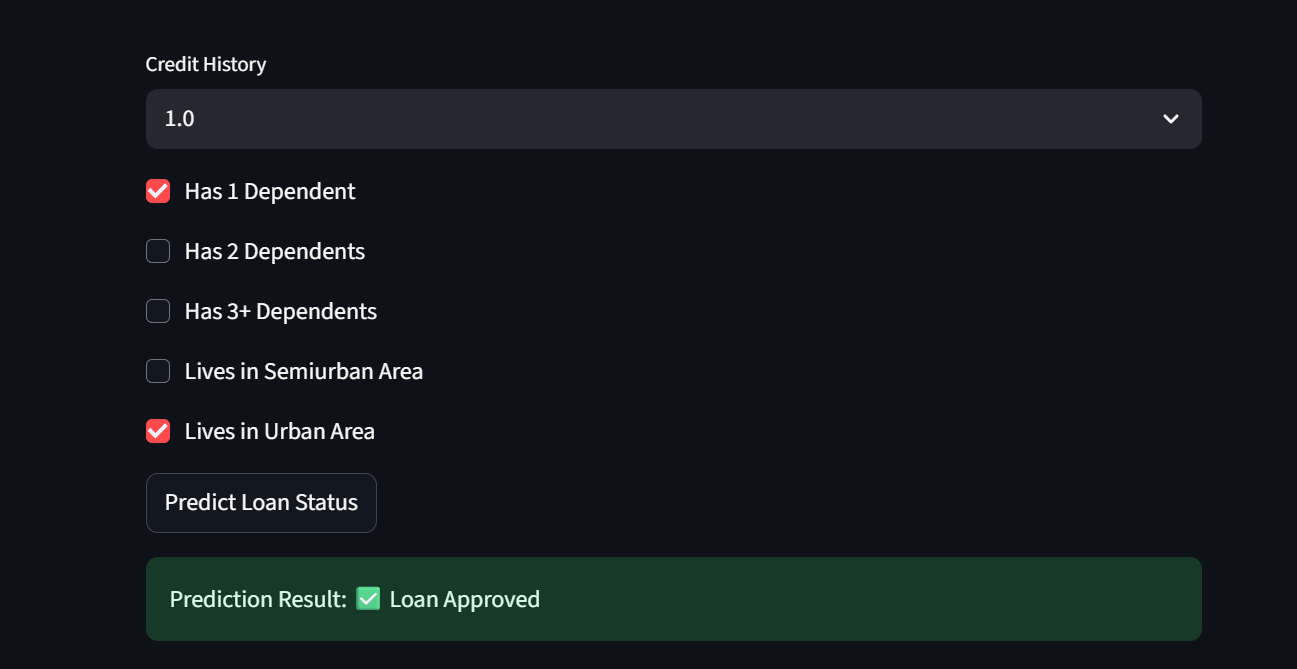 Credit History
1.0
Has 1 Dependent
Has 2 Dependents
Has 3+ Dependents
Lives in Semiurban Area
Lives in Urban Area
Predict Loan Status
Prediction Result: ✅ Loan Approved